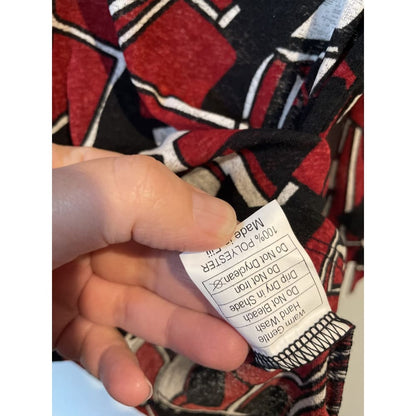 Made in Fiji
100% POLYESTER
Do Not Dryclean
Do Not Iron
Drip Dry in Shade
Do Not Bleach
Hand Wash
warm Gentle